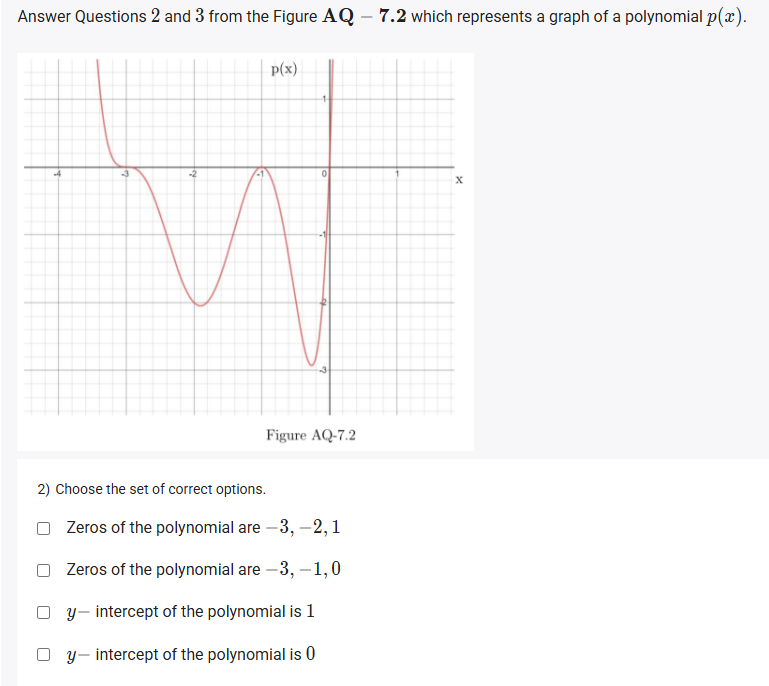 Answer Questions 2 and 3 from the Figure AQ − 7.2 which represents a graph of a polynomial p(x).
p(x)
1
-4 -3 -2 -1 0 1
x
-1
-2
-3
Figure AQ-7.2
2) Choose the set of correct options.
Zeros of the polynomial are −3, −2, 1
Zeros of the polynomial are −3, −1, 0
y− intercept of the polynomial is 1
y− intercept of the polynomial is 0